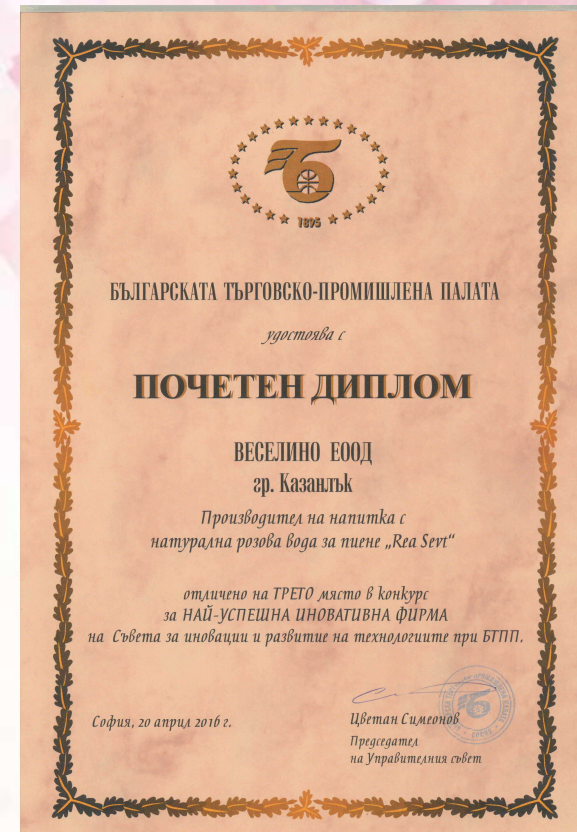 1895
БЪЛГАРСКАТА ТЪРГОВСКО-ПРОМИШЛЕНА ПАЛАТА
удостоява с
ПОЧЕТЕН ДИПЛОМ
ВЕСЕЛИНО ЕООД
гр. Казанлък
Производител на напитка с
натурална розова вода за пиене „Rea Sevt“
отличено на ТРЕТО място в конкурс
за НАЙ-УСПЕШНА ИНОВАТИВНА ФИРМА
на Съвета за иновации и развитие на технологиите при БТПП.
София, 20 април 2016 г.
Цветан Симеонов
Председател
на Управителния съвет